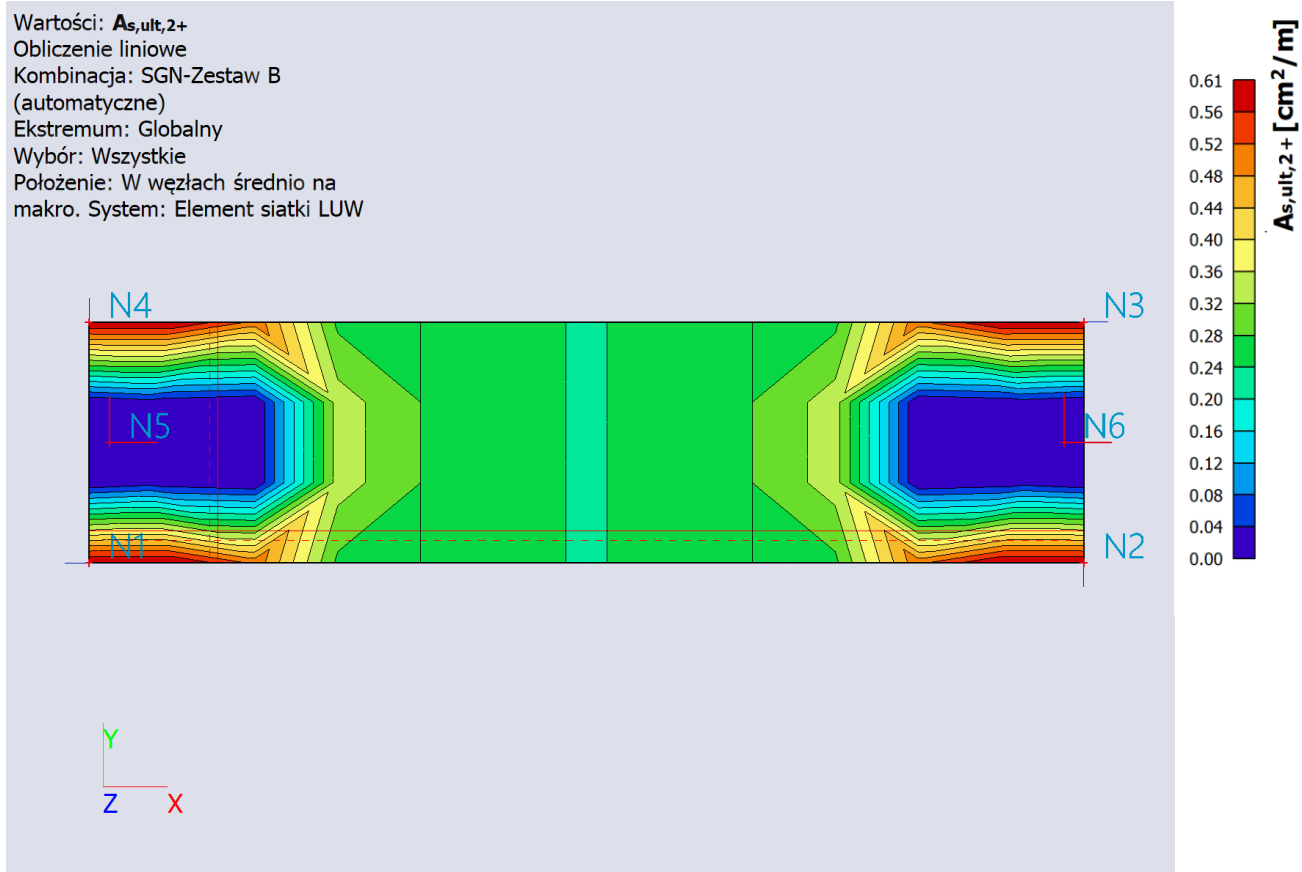 Wartości: As,ult,2+
Obliczenie liniowe
Kombinacja: SGN-Zestaw B
(automatyczne)
Ekstremum: Globalny
Wybór: Wszystkie
Położenie: W węzłach średnio na
makro. System: Element siatki LUW
As,ult,2+ [cm²/m]
0.61
0.56
0.52
0.48
0.44
0.40
0.36
0.32
0.28
0.24
0.20
0.16
0.12
0.08
0.04
0.00
N4
N3
N5
N6
N1
N2
Y
Z
X